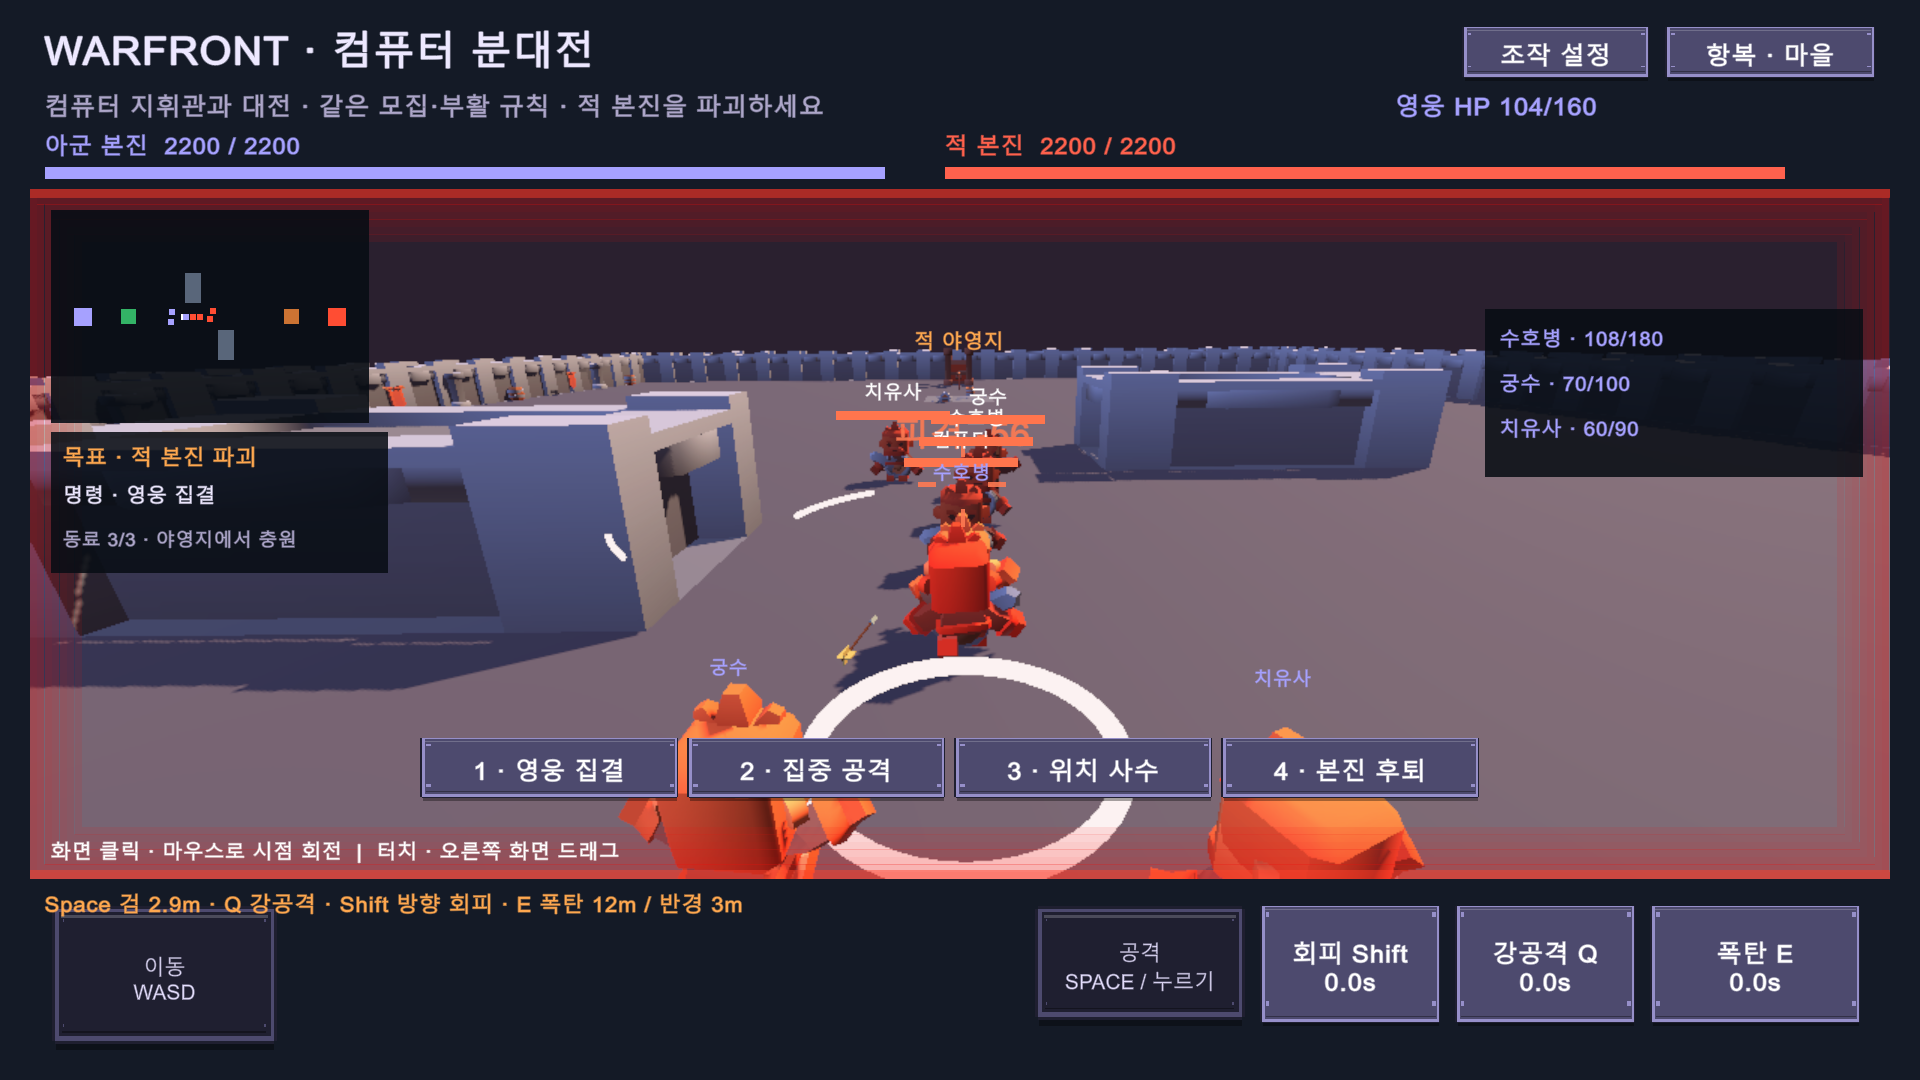 WARFRONT · 컴퓨터 분대전
조작 설정
항복 · 마을
컴퓨터 지휘관과 대전 · 같은 모집·부활 규칙 · 적 본진을 파괴하세요
영웅 HP 104/160
아군 본진 2200 / 2200
적 본진 2200 / 2200
적 야영지
치유사
궁수
수호병
컴퓨터
수호병
수호병 · 108/180
궁수 · 70/100
치유사 · 60/90
목표 · 적 본진 파괴
명령 · 영웅 집결
동료 3/3 · 야영지에서 충원
궁수
치유사
1 · 영웅 집결
2 · 집중 공격
3 · 위치 사수
4 · 본진 후퇴
화면 클릭 · 마우스로 시점 회전 | 터치 · 오른쪽 화면 드래그
Space 검 2.9m · Q 강공격 · Shift 방향 회피 · E 폭탄 12m / 반경 3m
이동
WASD
공격
SPACE / 누르기
회피 Shift
0.0s
강공격 Q
0.0s
폭탄 E
0.0s